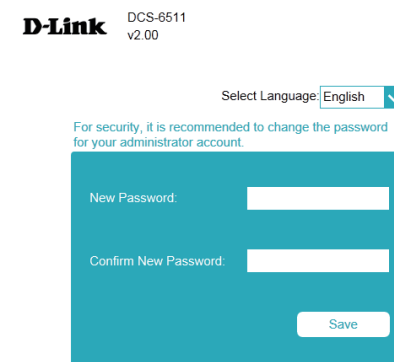 D-Link
DCS-6511
v2.00
Select Language: English
For security, it is recommended to change the password
for your administrator account.
New Password:
Confirm New Password:
Save